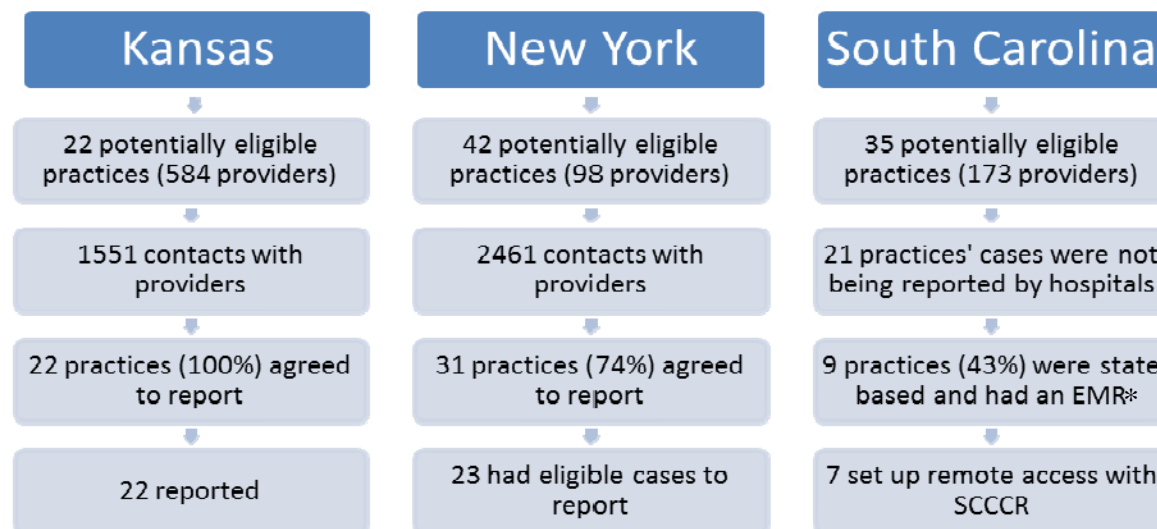 Kansas
22 potentially eligible
practices (584 providers)
1551 contacts with
providers
22 practices (100%) agreed
to report
22 reported
New York
42 potentially eligible
practices (98 providers)
2461 contacts with
providers
31 practices (74%) agreed
to report
23 had eligible cases to
report
South Carolina
35 potentially eligible
practices (173 providers)
21 practices' cases were not
being reported by hospitals
9 practices (43%) were state
based and had an EMR*
7 set up remote access with
SCCCR